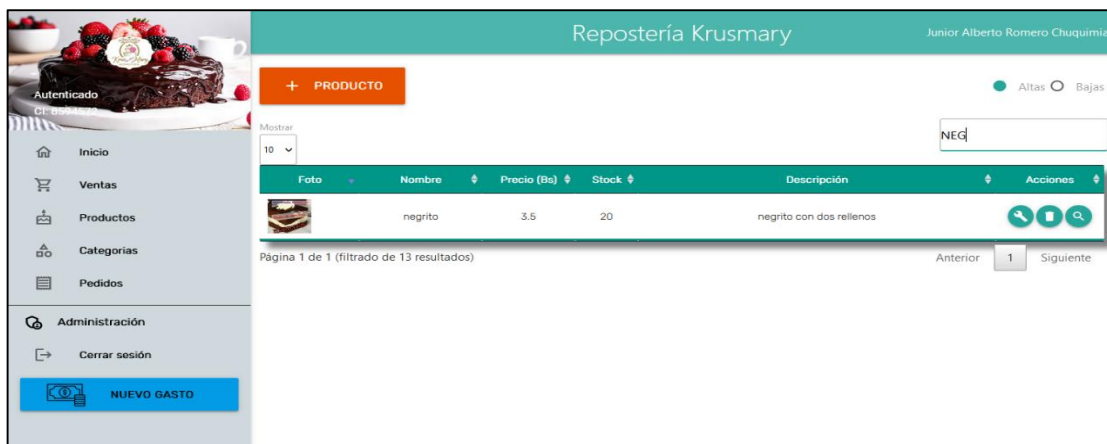 Repostería Krusmary
Junior Alberto Romero Chuquimia
Autenticado
+ PRODUCTO
Altas Bajas
Mostrar
10
NEG
Inicio
Ventas
Productos
Categorias
Pedidos
Administración
Cerrar sesión
NUEVO GASTO
Foto Nombre Precio (Bs) Stock Descripción Acciones
negrito 3.5 20 negrito con dos rellenos
Página 1 de 1 (filtrado de 13 resultados)
Anterior 1 Siguiente